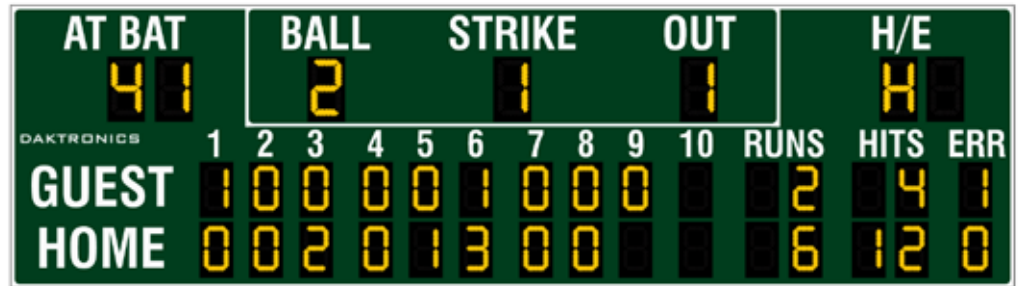 AT BAT BALL STRIKE OUT H/E
41 2 1 1 H
DAKTRONICS 1 2 3 4 5 6 7 8 9 10 RUNS HITS ERR
GUEST 1 0 0 0 0 1 0 0 0 2 4 1
HOME 0 0 2 0 1 3 0 0 6 12 0